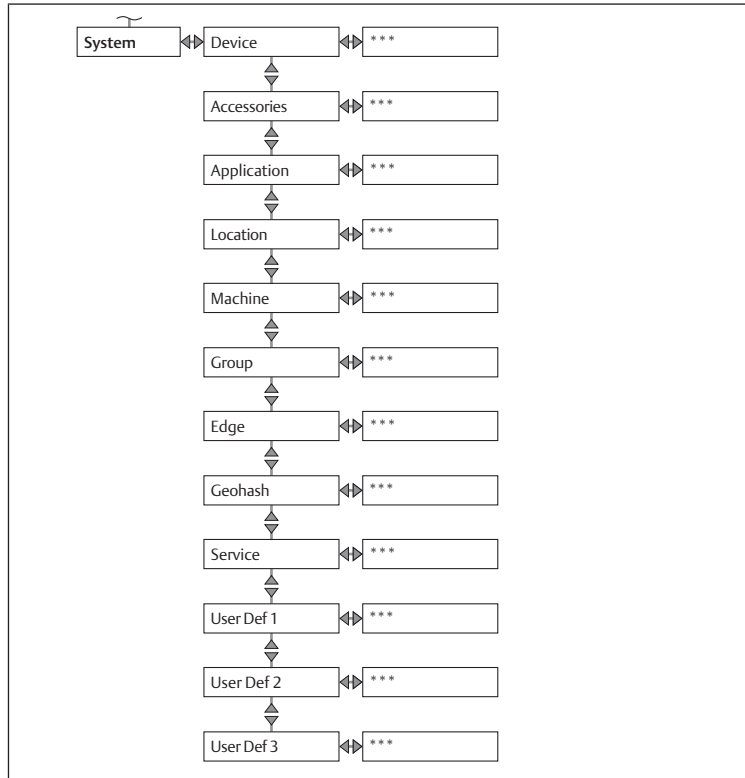 System Device ***
Accessories ***
Application ***
Location ***
Machine ***
Group ***
Edge ***
Geohash ***
Service ***
User Def 1 ***
User Def 2 ***
User Def 3 ***